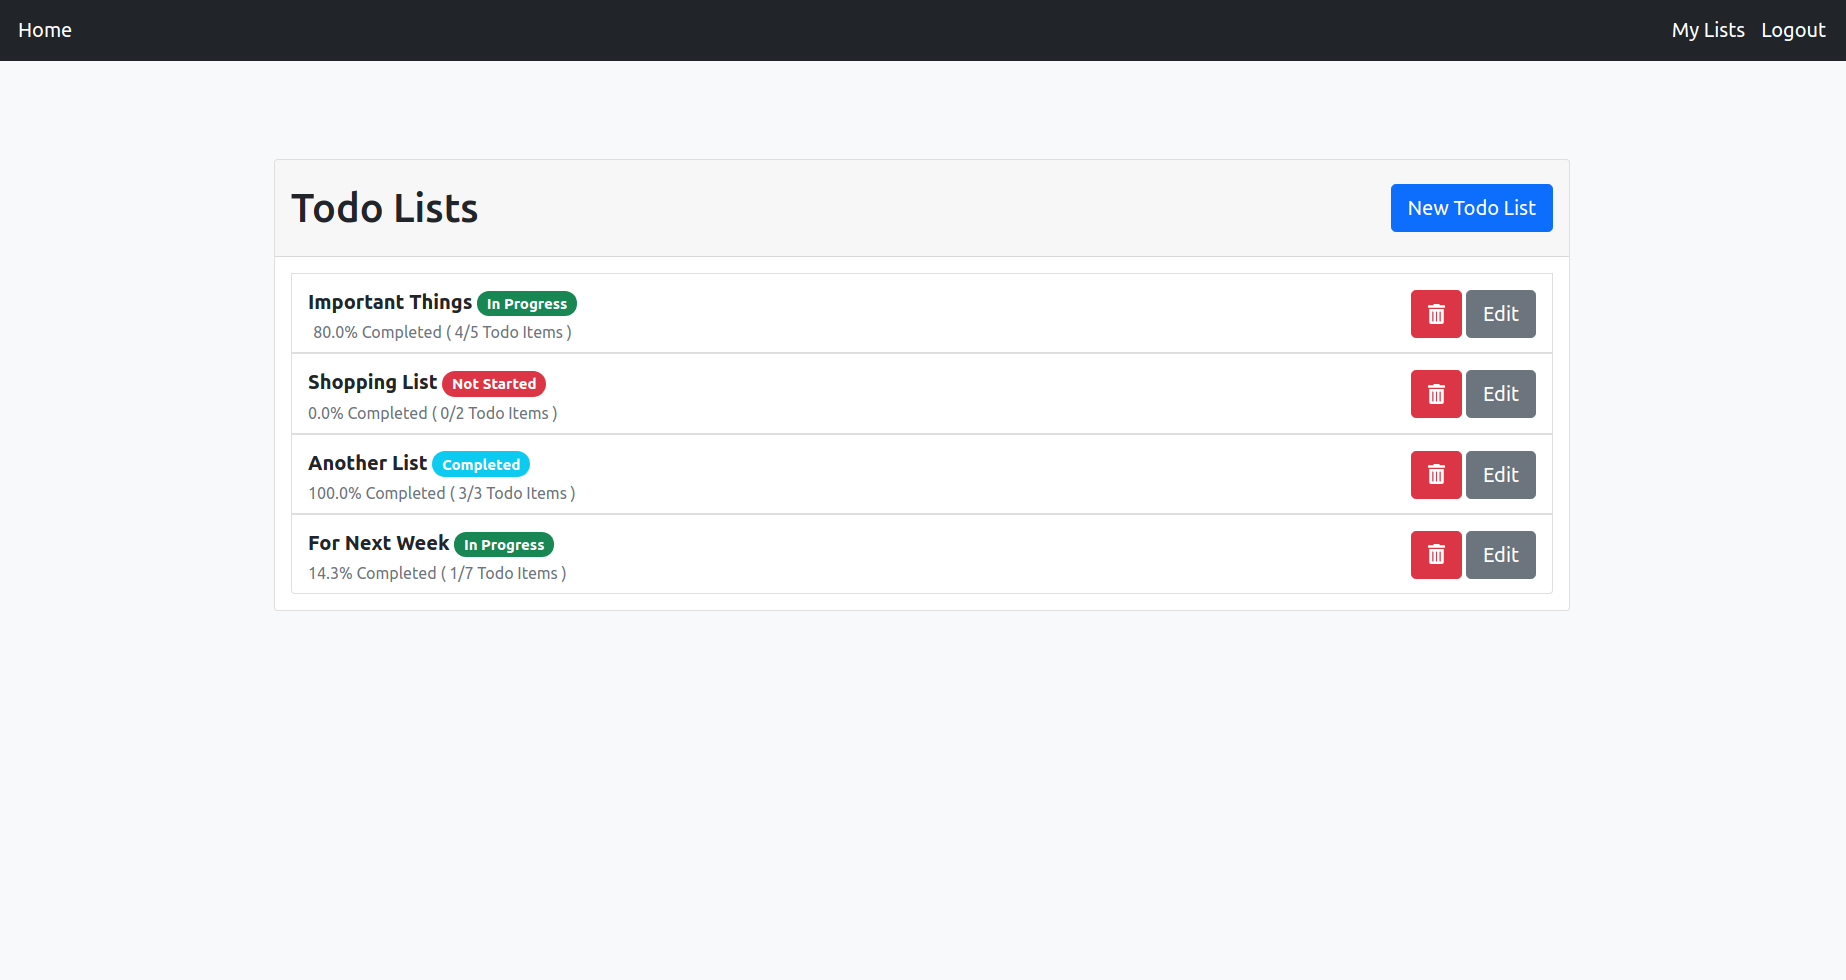 Home My Lists Logout
Todo Lists New Todo List
Important Things In Progress
80.0% Completed ( 4/5 Todo Items )
Edit
Shopping List Not Started
0.0% Completed ( 0/2 Todo Items )
Edit
Another List Completed
100.0% Completed ( 3/3 Todo Items )
Edit
For Next Week In Progress
14.3% Completed ( 1/7 Todo Items )
Edit